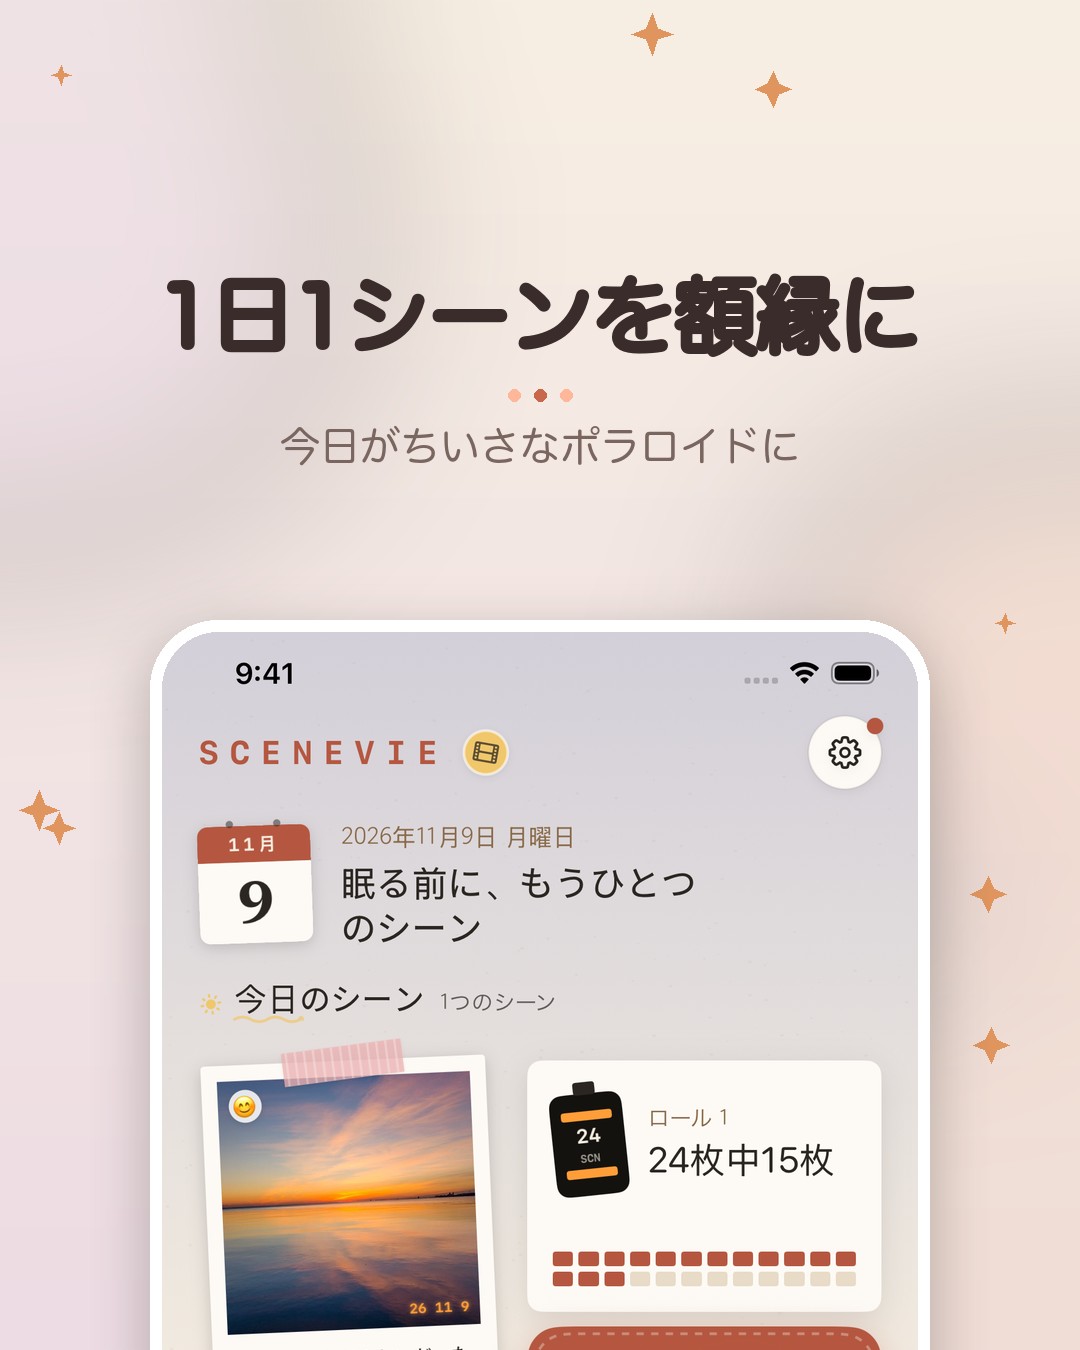 1日1シーンを額縁に
今日がちいさなポラロイドに
9:41
SCENEVIE
11月
9
2026年11月9日 月曜日
眠る前に、もうひとつ
のシーン
今日のシーン 1つのシーン
24
SCN
ロール 1
24枚中15枚
26 11 9